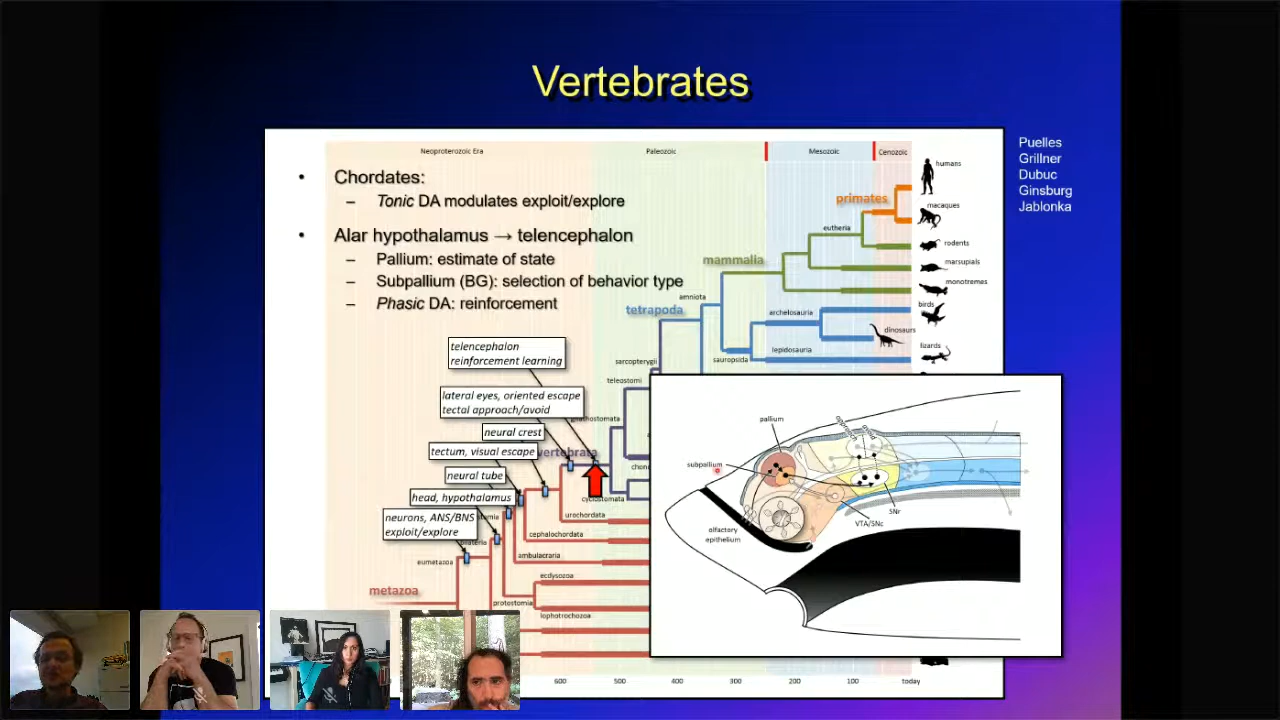 Vertebrates
Puelles
Grillner
Dubuc
Ginsburg
Jablonka
Neoproterozoic Era
Paleozoic
Mesozoic
Cenozoic
• Chordates:
– Tonic DA modulates exploit/explore
• Alar hypothalamus → telencephalon
– Pallium: estimate of state
– Subpallium (BG): selection of behavior type
– Phasic DA: reinforcement
humans
primates
macaques
eutheria
rodents
mammalia
marsupials
monotremes
amniota
birds
tetrapoda
archelosauria
dinosaurs
lizards
lepidosauria
sauropsida
sarcopterygii
teleostomi
telencephalon
reinforcement learning
lateral eyes, oriented escape
tectal approach/avoid
gnathostomata
neural crest
vertebrata
tectum, visual escape
chon
neural tube
cyclostomata
head, hypothalamus
urochordata
neurons, ANS/BNS
exploit/explore
cephalochordata
bilateria
ambulacraria
eumetazoa
ecdysozoa
metazoa
protostomia
lophotrochozoa
pallium
approach
avoid
subpallium
SNr
VTA/SNc
olfactory
epithelium
600
500
400
300
200
100
today